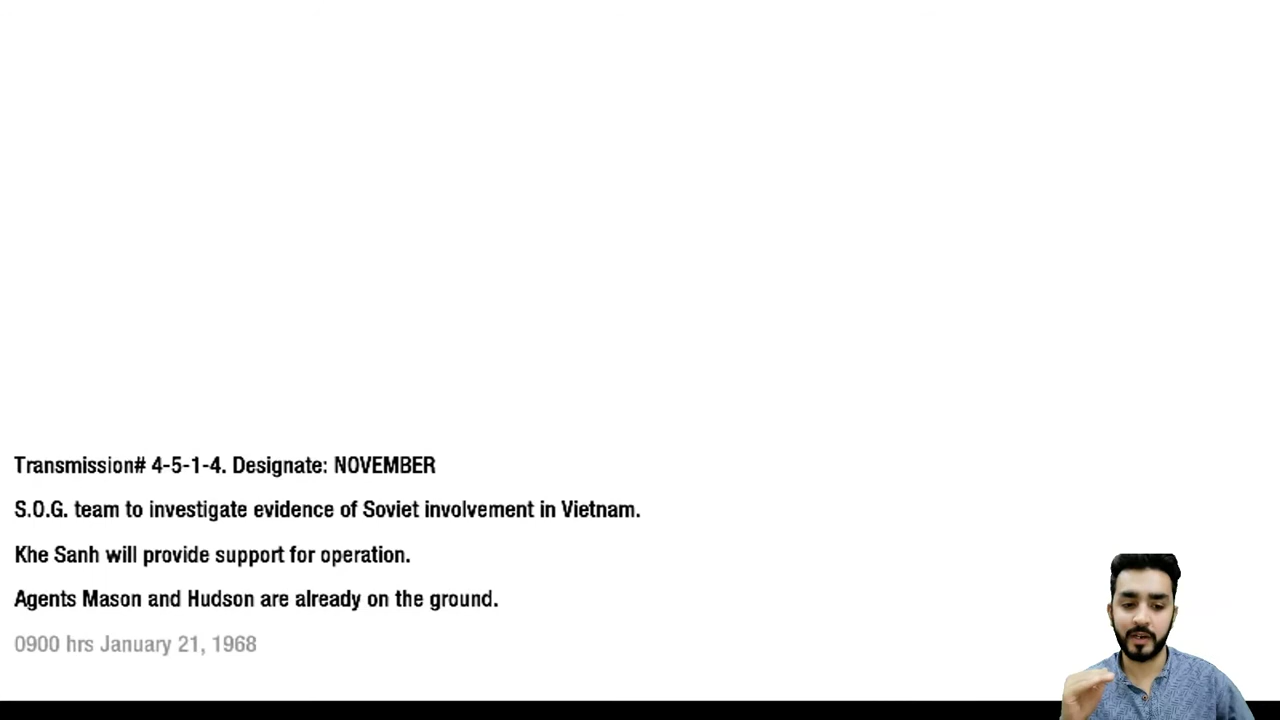 Transmission# 4-5-1-4. Designate: NOVEMBER
S.O.G. team to investigate evidence of Soviet involvement in Vietnam.
Khe Sanh will provide support for operation.
Agents Mason and Hudson are already on the ground.
0900 hrs January 21, 1968